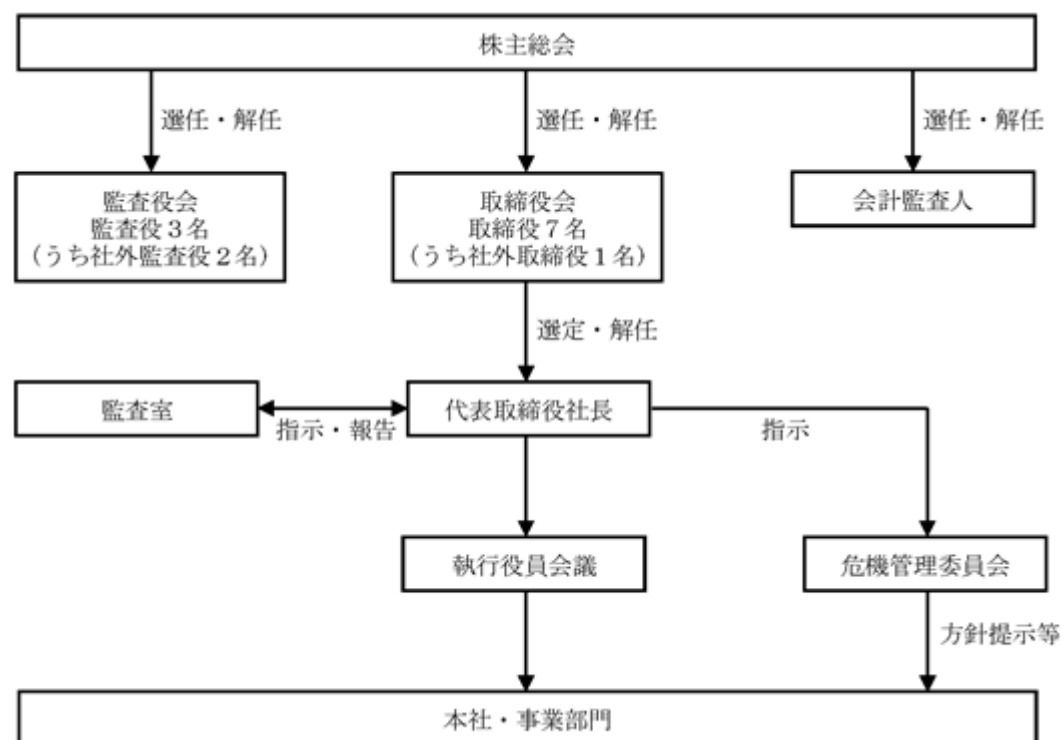 株主総会
選任・解任
選任・解任
選任・解任
監査役会
監査役３名
（うち社外監査役２名）
取締役会
取締役７名
（うち社外取締役１名）
会計監査人
選定・解任
監査室
指示・報告
代表取締役社長
指示
執行役員会議
危機管理委員会
方針提示等
本社・事業部門